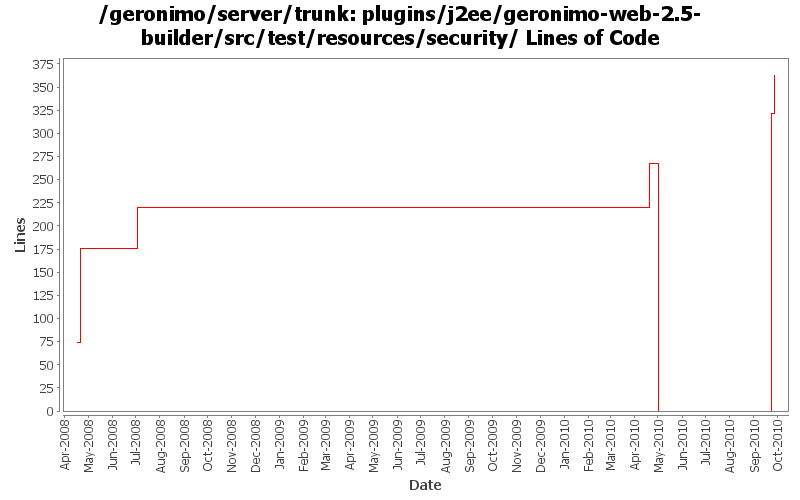 /geronimo/server/trunk: plugins/j2ee/geronimo-web-2.5-
builder/src/test/resources/security/ Lines of Code
375
350
325
300
275
250
225
200
175
150
125
100
75
50
25
0
Lines
Apr-2008
May-2008
Jun-2008
Jul-2008
Aug-2008
Sep-2008
Oct-2008
Nov-2008
Dec-2008
Jan-2009
Feb-2009
Mar-2009
Apr-2009
May-2009
Jun-2009
Jul-2009
Aug-2009
Sep-2009
Oct-2009
Nov-2009
Dec-2009
Jan-2010
Feb-2010
Mar-2010
Apr-2010
May-2010
Jun-2010
Jul-2010
Aug-2010
Sep-2010
Oct-2010
Date